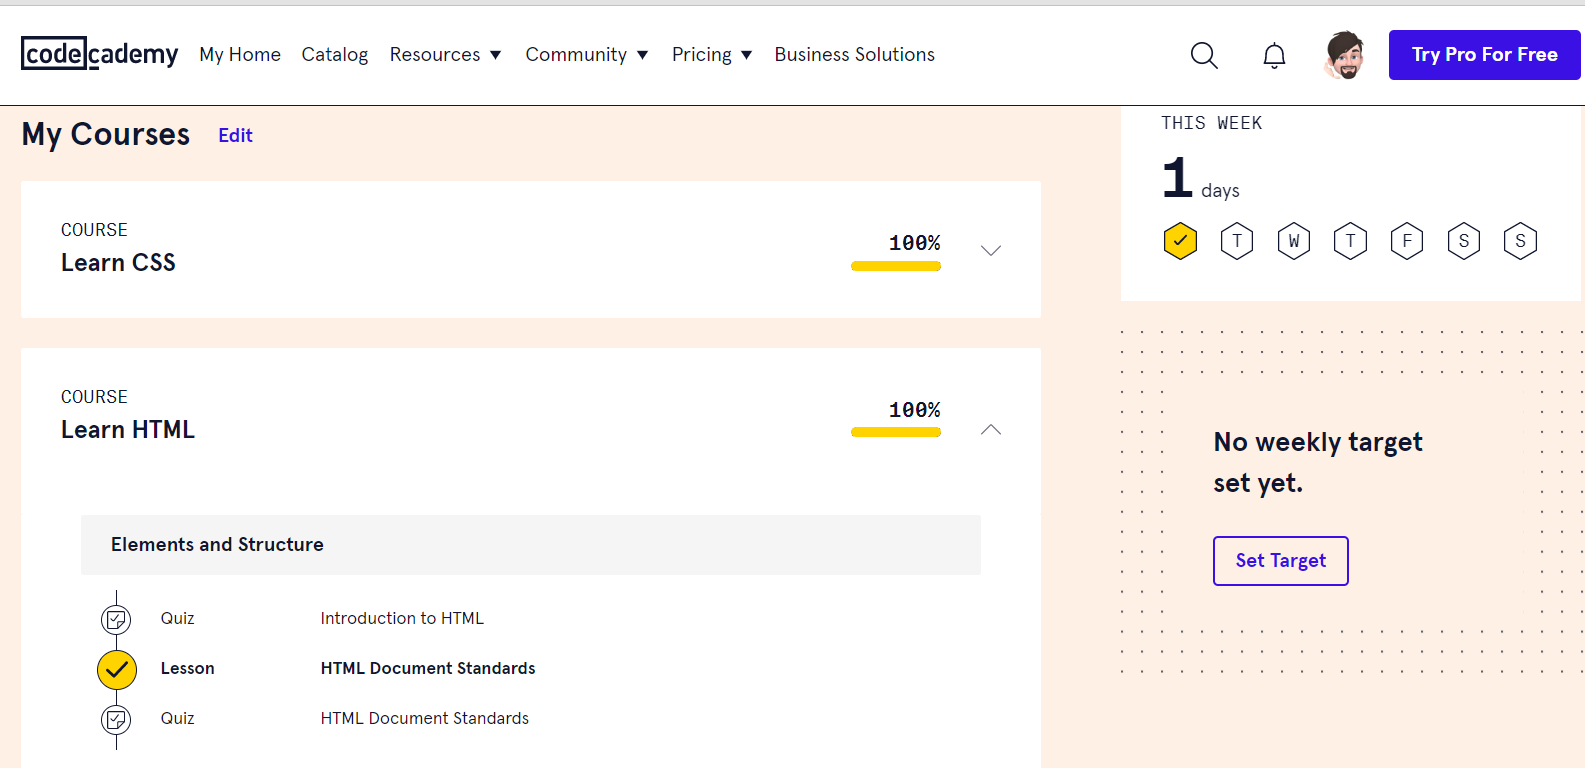 codecademy My Home Catalog Resources Community Pricing Business Solutions Try Pro For Free
My Courses Edit
COURSE
Learn CSS
100%
COURSE
Learn HTML
100%
Elements and Structure
Quiz Introduction to HTML
Lesson HTML Document Standards
Quiz HTML Document Standards
THIS WEEK
1 days
T W T F S S
No weekly target
set yet.
Set Target